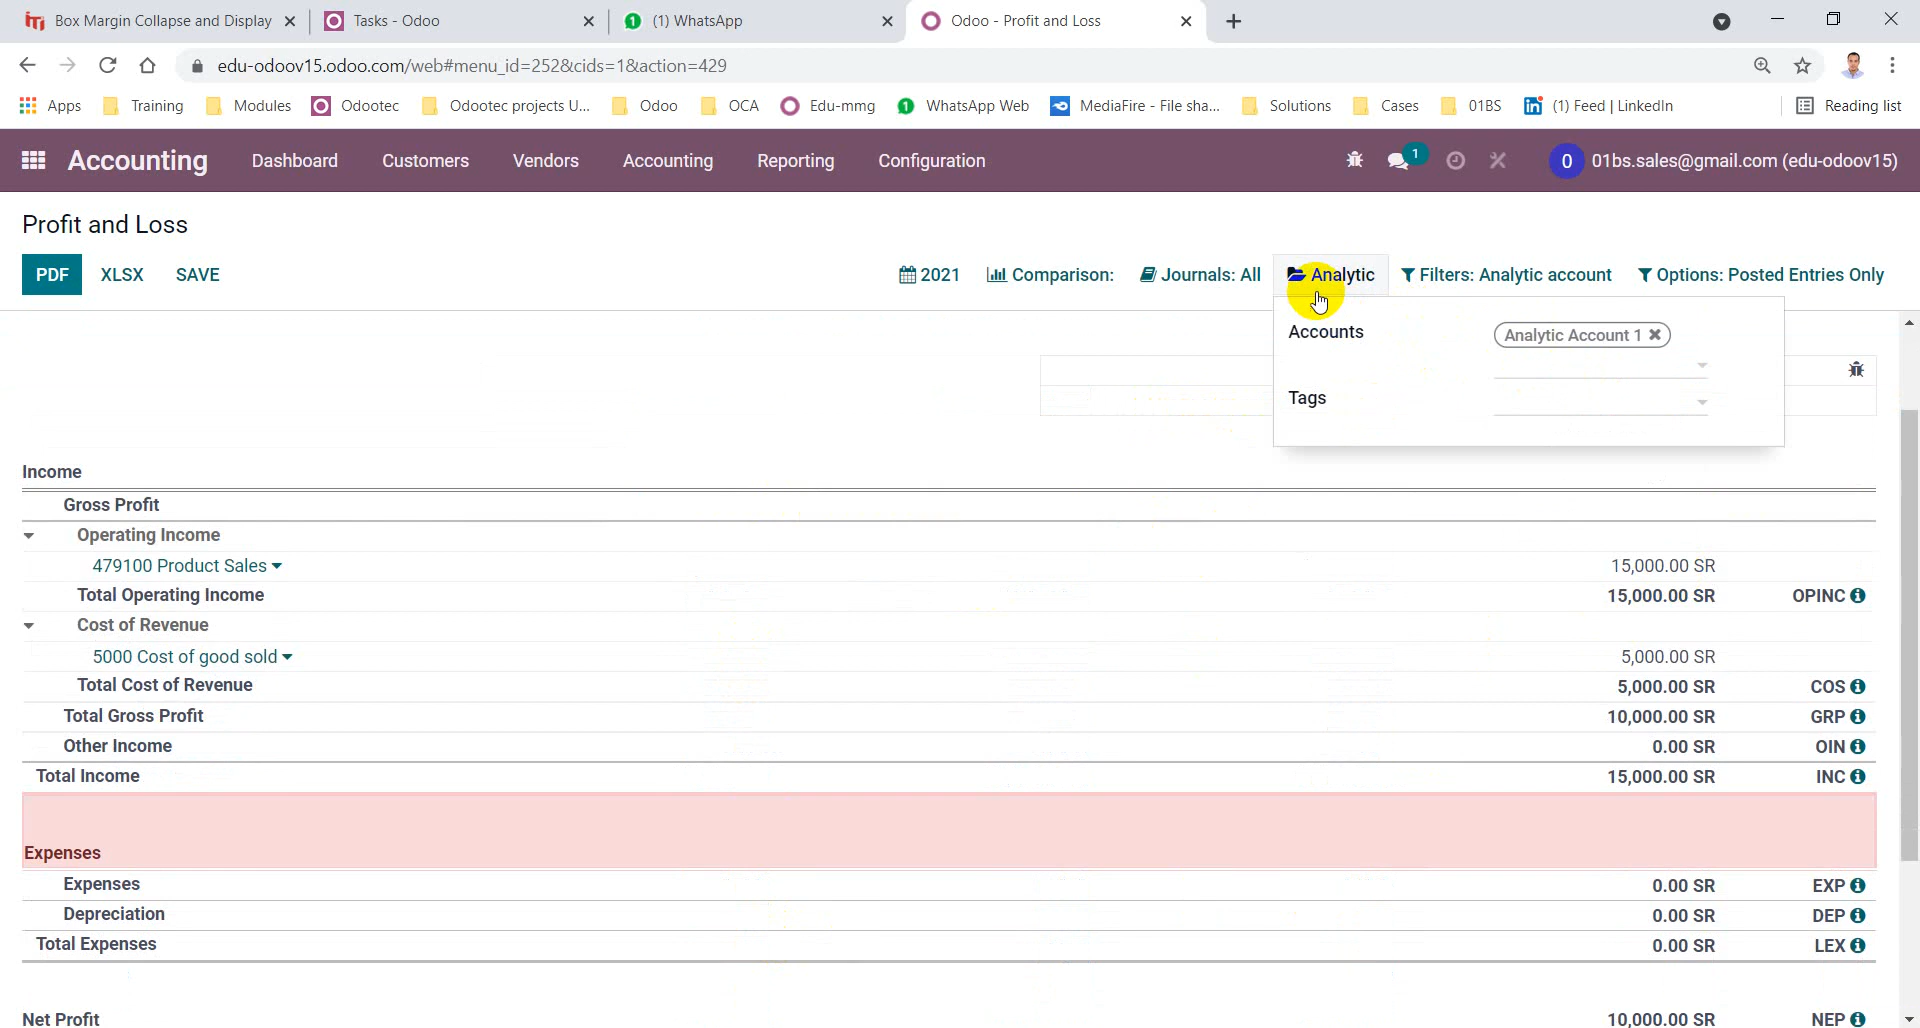 Box Margin Collapse and Display
Tasks - Odoo
(1) WhatsApp
Odoo - Profit and Loss
edu-odoov15.odoo.com/web#menu_id=252&cids=1&action=429
Apps Training Modules Odootec Odootec projects U... Odoo OCA Edu-mmg WhatsApp Web MediaFire - File sha... Solutions Cases 01BS (1) Feed | LinkedIn Reading list
Accounting Dashboard Customers Vendors Accounting Reporting Configuration 1 0 01bs.sales@gmail.com (edu-odoov15)
Profit and Loss
PDF XLSX SAVE 2021 Comparison: Journals: All Analytic Filters: Analytic account Options: Posted Entries Only
Accounts Analytic Account 1
Tags
Income
Gross Profit
Operating Income
479100 Product Sales 15,000.00 SR
Total Operating Income 15,000.00 SR OPINC
Cost of Revenue
5000 Cost of good sold 5,000.00 SR
Total Cost of Revenue 5,000.00 SR COS
Total Gross Profit 10,000.00 SR GRP
Other Income 0.00 SR OIN
Total Income 15,000.00 SR INC
Expenses
Expenses 0.00 SR EXP
Depreciation 0.00 SR DEP
Total Expenses 0.00 SR LEX
Net Profit 10,000.00 SR NEP